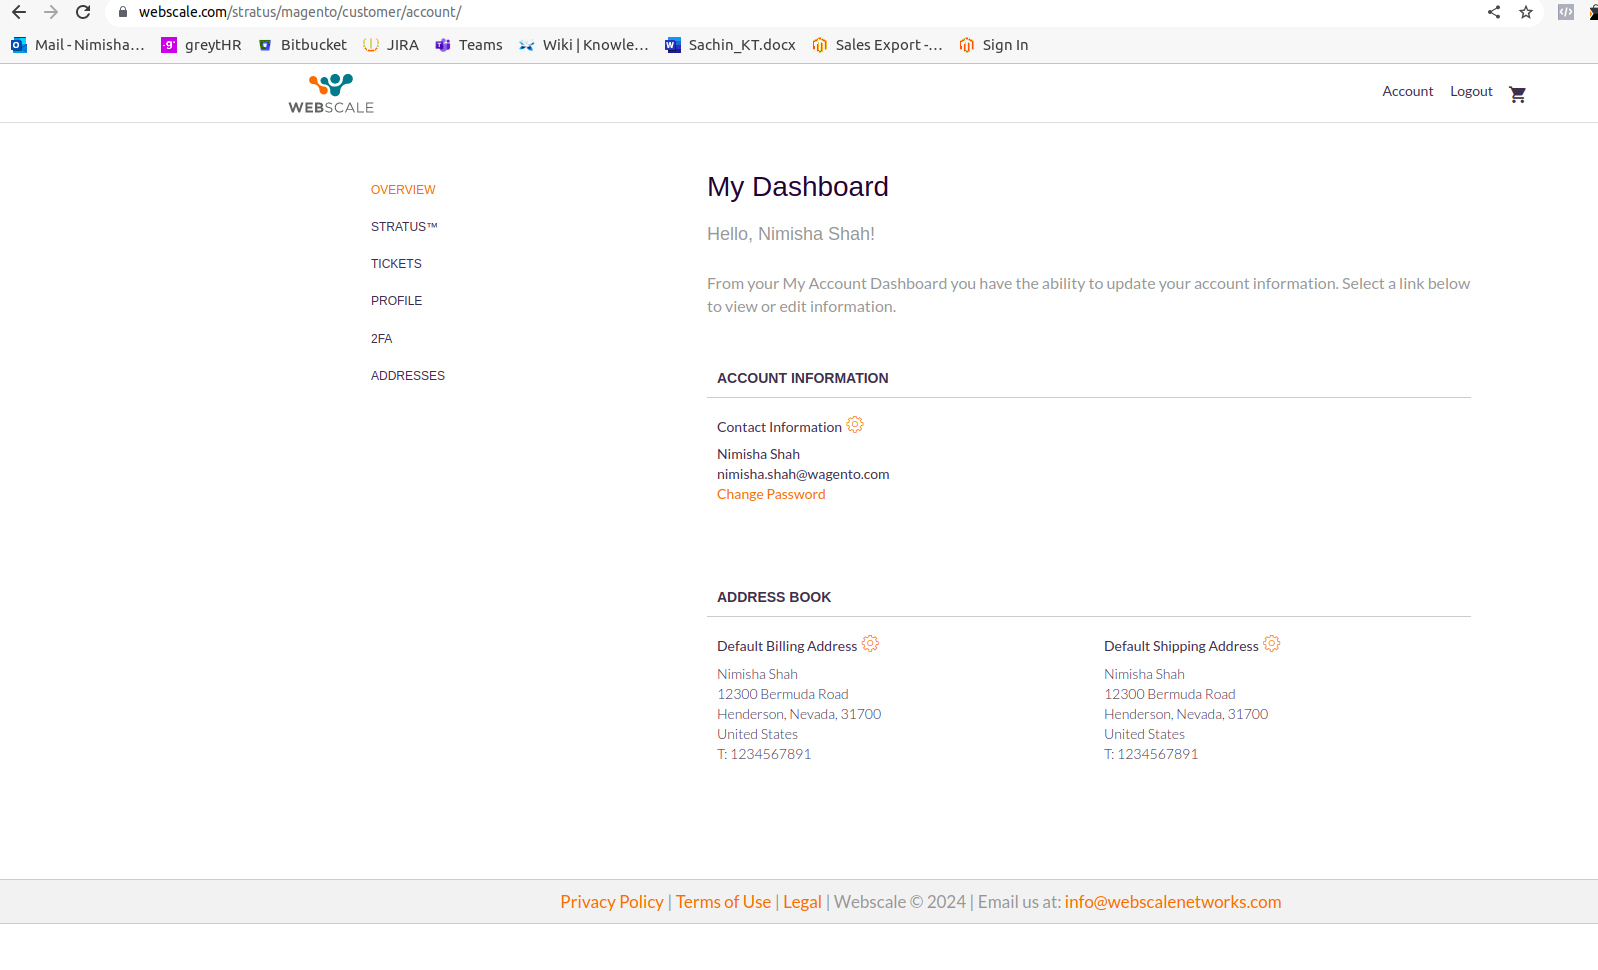 webscale.com/stratus/magento/customer/account/
Mail - Nimisha... greytHR Bitbucket JIRA Teams Wiki | Knowle... Sachin_KT.docx Sales Export -... Sign In
WEBSCALE
Account Logout
OVERVIEW
STRATUS™
TICKETS
PROFILE
2FA
ADDRESSES
My Dashboard
Hello, Nimisha Shah!
From your My Account Dashboard you have the ability to update your account information. Select a link below
to view or edit information.
ACCOUNT INFORMATION
Contact Information
Nimisha Shah
nimisha.shah@wagento.com
Change Password
ADDRESS BOOK
Default Billing Address
Nimisha Shah
12300 Bermuda Road
Henderson, Nevada, 31700
United States
T: 1234567891
Default Shipping Address
Nimisha Shah
12300 Bermuda Road
Henderson, Nevada, 31700
United States
T: 1234567891
Privacy Policy | Terms of Use | Legal | Webscale © 2024 | Email us at: info@webscalenetworks.com